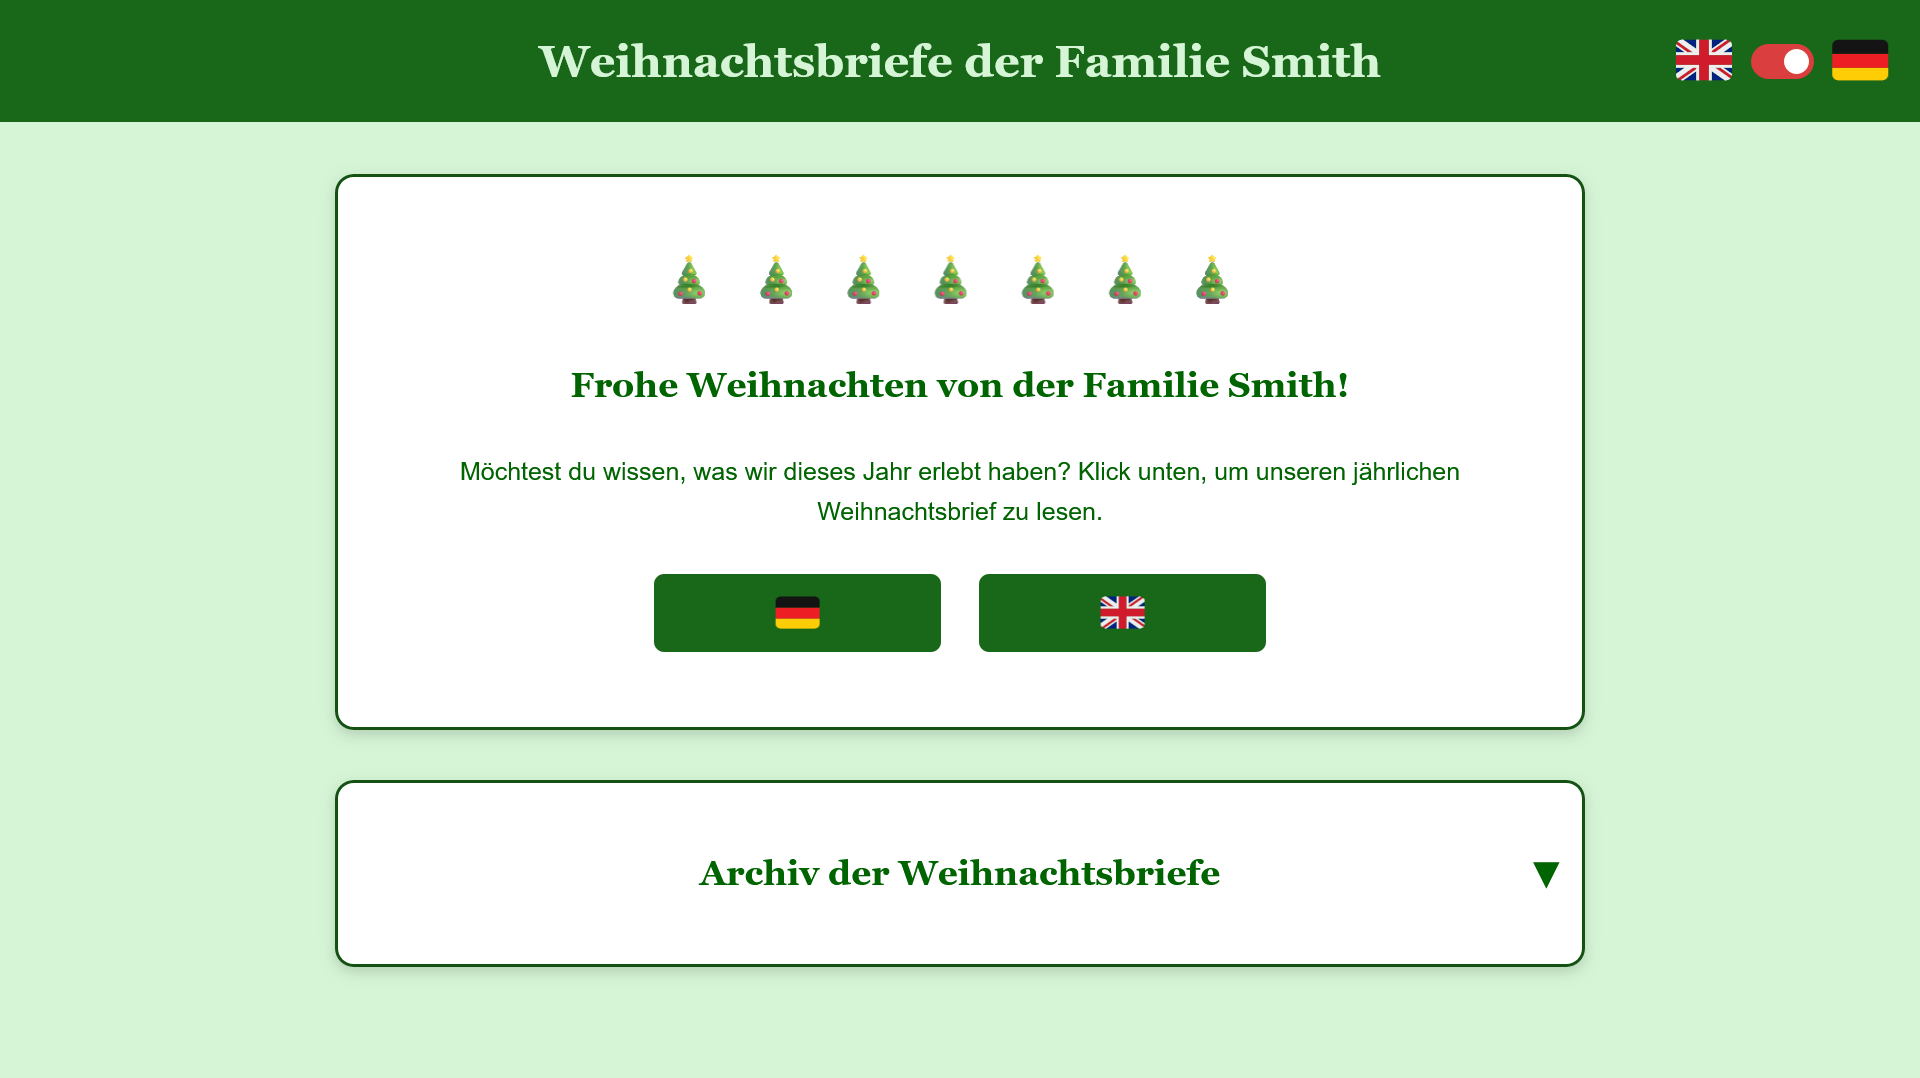 Weihnachtsbriefe der Familie Smith
Frohe Weihnachten von der Familie Smith!
Möchtest du wissen, was wir dieses Jahr erlebt haben? Klick unten, um unseren jährlichen
Weihnachtsbrief zu lesen.
Archiv der Weihnachtsbriefe